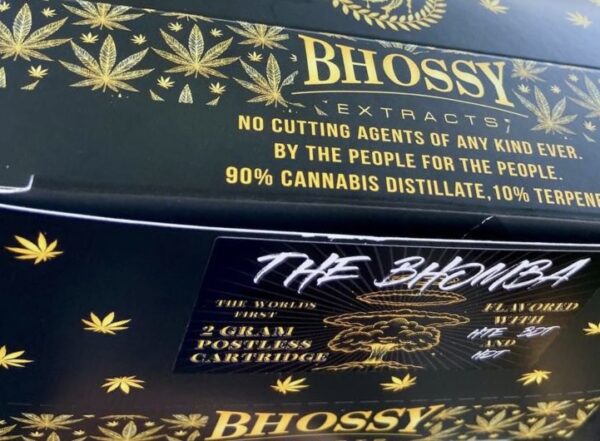 BHOSSY
EXTRACTS
NO CUTTING AGENTS OF ANY KIND EVER.
BY THE PEOPLE FOR THE PEOPLE.
90% CANNABIS DISTILLATE, 10% TERPENE
THE BHOMBA
THE WORLDS
FIRST
2 GRAM
POSTLESS
CARTRIDGE
FLAVORED
WITH
HTE
AND
BHOSSY